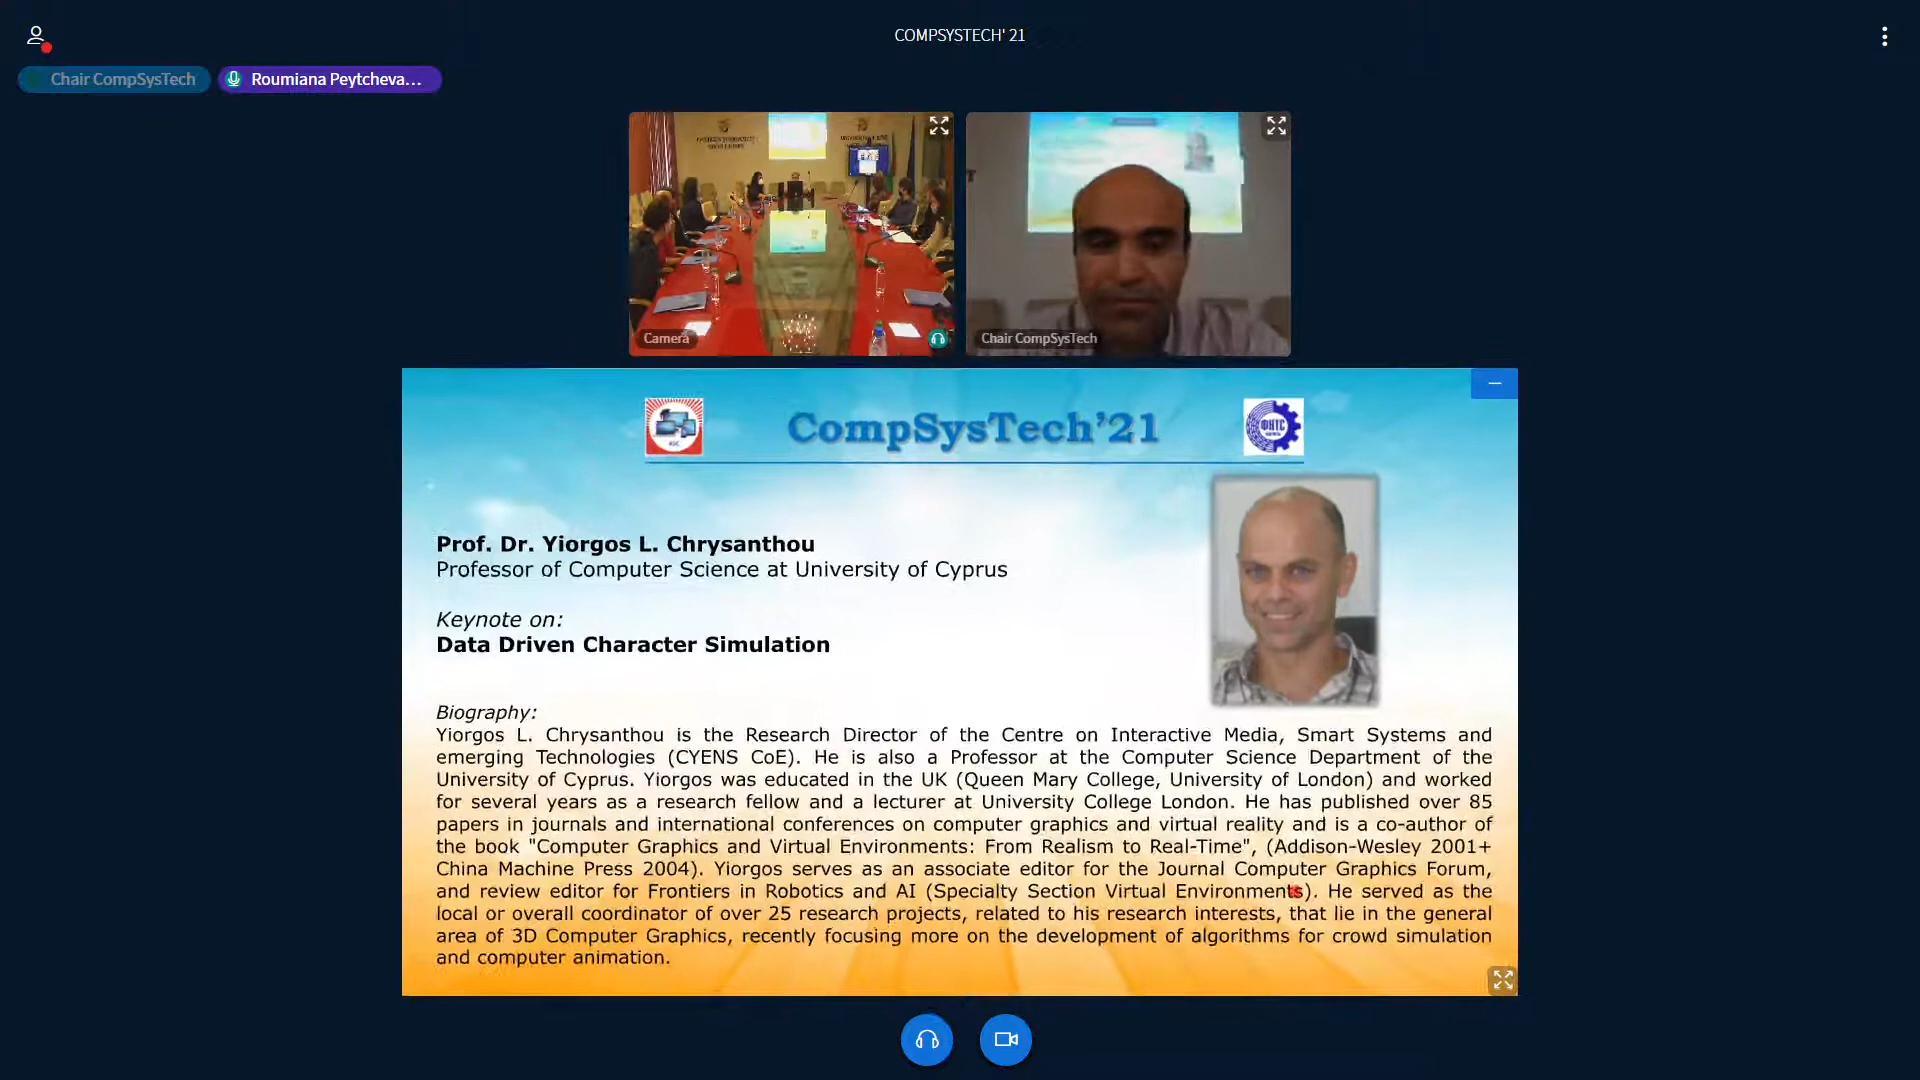 COMPSYSTECH' 21
Chair CompSysTech
Roumiana Peytcheva...
Camera
Chair CompSysTech
CompSysTech'21
ФНТС
Prof. Dr. Yiorgos L. Chrysanthou
Professor of Computer Science at University of Cyprus
Keynote on:
Data Driven Character Simulation
Biography:
Yiorgos L. Chrysanthou is the Research Director of the Centre on Interactive Media, Smart Systems and
emerging Technologies (CYENS CoE). He is also a Professor at the Computer Science Department of the
University of Cyprus. Yiorgos was educated in the UK (Queen Mary College, University of London) and worked
for several years as a research fellow and a lecturer at University College London. He has published over 85
papers in journals and international conferences on computer graphics and virtual reality and is a co-author of
the book "Computer Graphics and Virtual Environments: From Realism to Real-Time", (Addison-Wesley 2001+
China Machine Press 2004). Yiorgos serves as an associate editor for the Journal Computer Graphics Forum,
and review editor for Frontiers in Robotics and AI (Specialty Section Virtual Environments). He served as the
local or overall coordinator of over 25 research projects, related to his research interests, that lie in the general
area of 3D Computer Graphics, recently focusing more on the development of algorithms for crowd simulation
and computer animation.